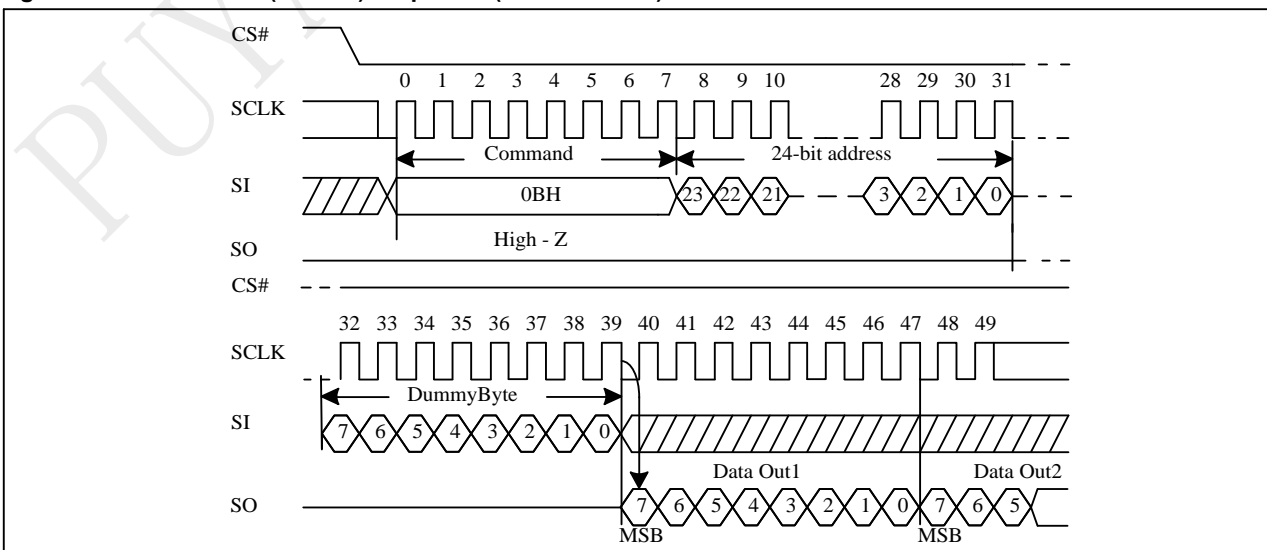 PUYA
CS#
0 1 2 3 4 5 6 7 8 9 10 28 29 30 31
SCLK
Command 24-bit address
SI 0BH 23 22 21 3 2 1 0
High - Z
SO
CS#
32 33 34 35 36 37 38 39 40 41 42 43 44 45 46 47 48 49
SCLK
DummyByte
SI 7 6 5 4 3 2 1 0
Data Out1 Data Out2
SO 7 6 5 4 3 2 1 0 7 6 5
MSB MSB